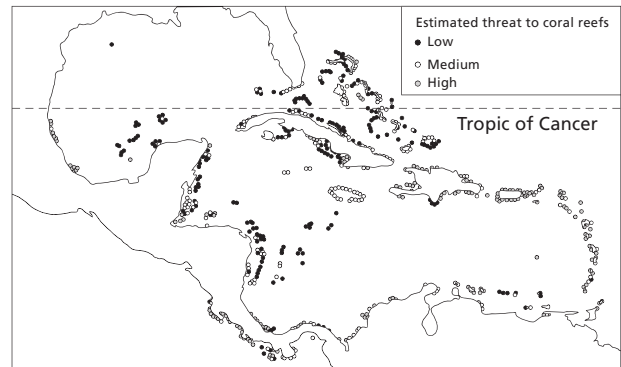 Estimated threat to coral reefs
Low
Medium
High
Tropic of Cancer